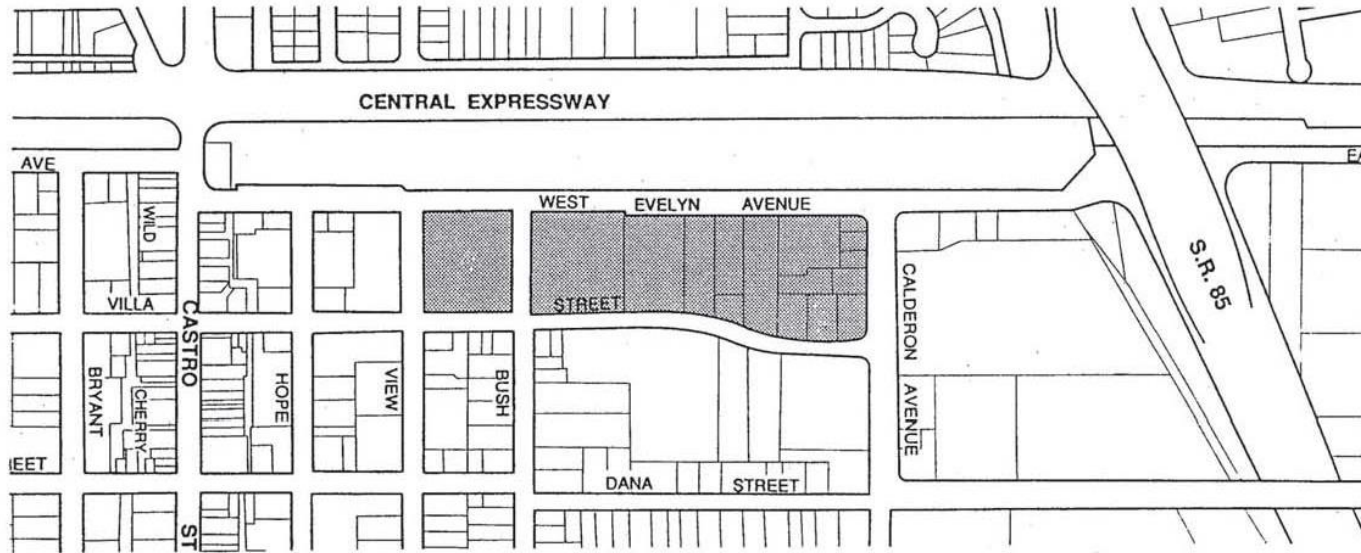 CENTRAL EXPRESSWAY
AVE
EA
WEST EVELYN AVENUE
WILD
VILLA
STREET
CASTRO
S.R. 85
CALDERON
AVENUE
BRYANT
CHERRY
HOPE
VIEW
BUSH
EET
DANA STREET
ST